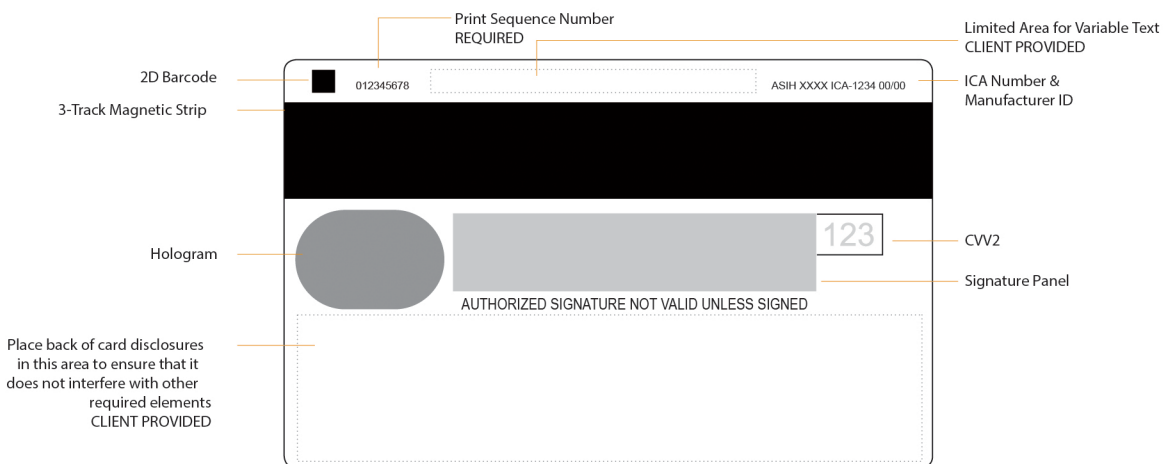 Print Sequence Number
REQUIRED
Limited Area for Variable Text
CLIENT PROVIDED
2D Barcode
012345678
ASIH XXXX ICA-1234 00/00
ICA Number &
Manufacturer ID
3-Track Magnetic Strip
Hologram
123
CVV2
Signature Panel
AUTHORIZED SIGNATURE NOT VALID UNLESS SIGNED
Place back of card disclosures
in this area to ensure that it
does not interfere with other
required elements
CLIENT PROVIDED